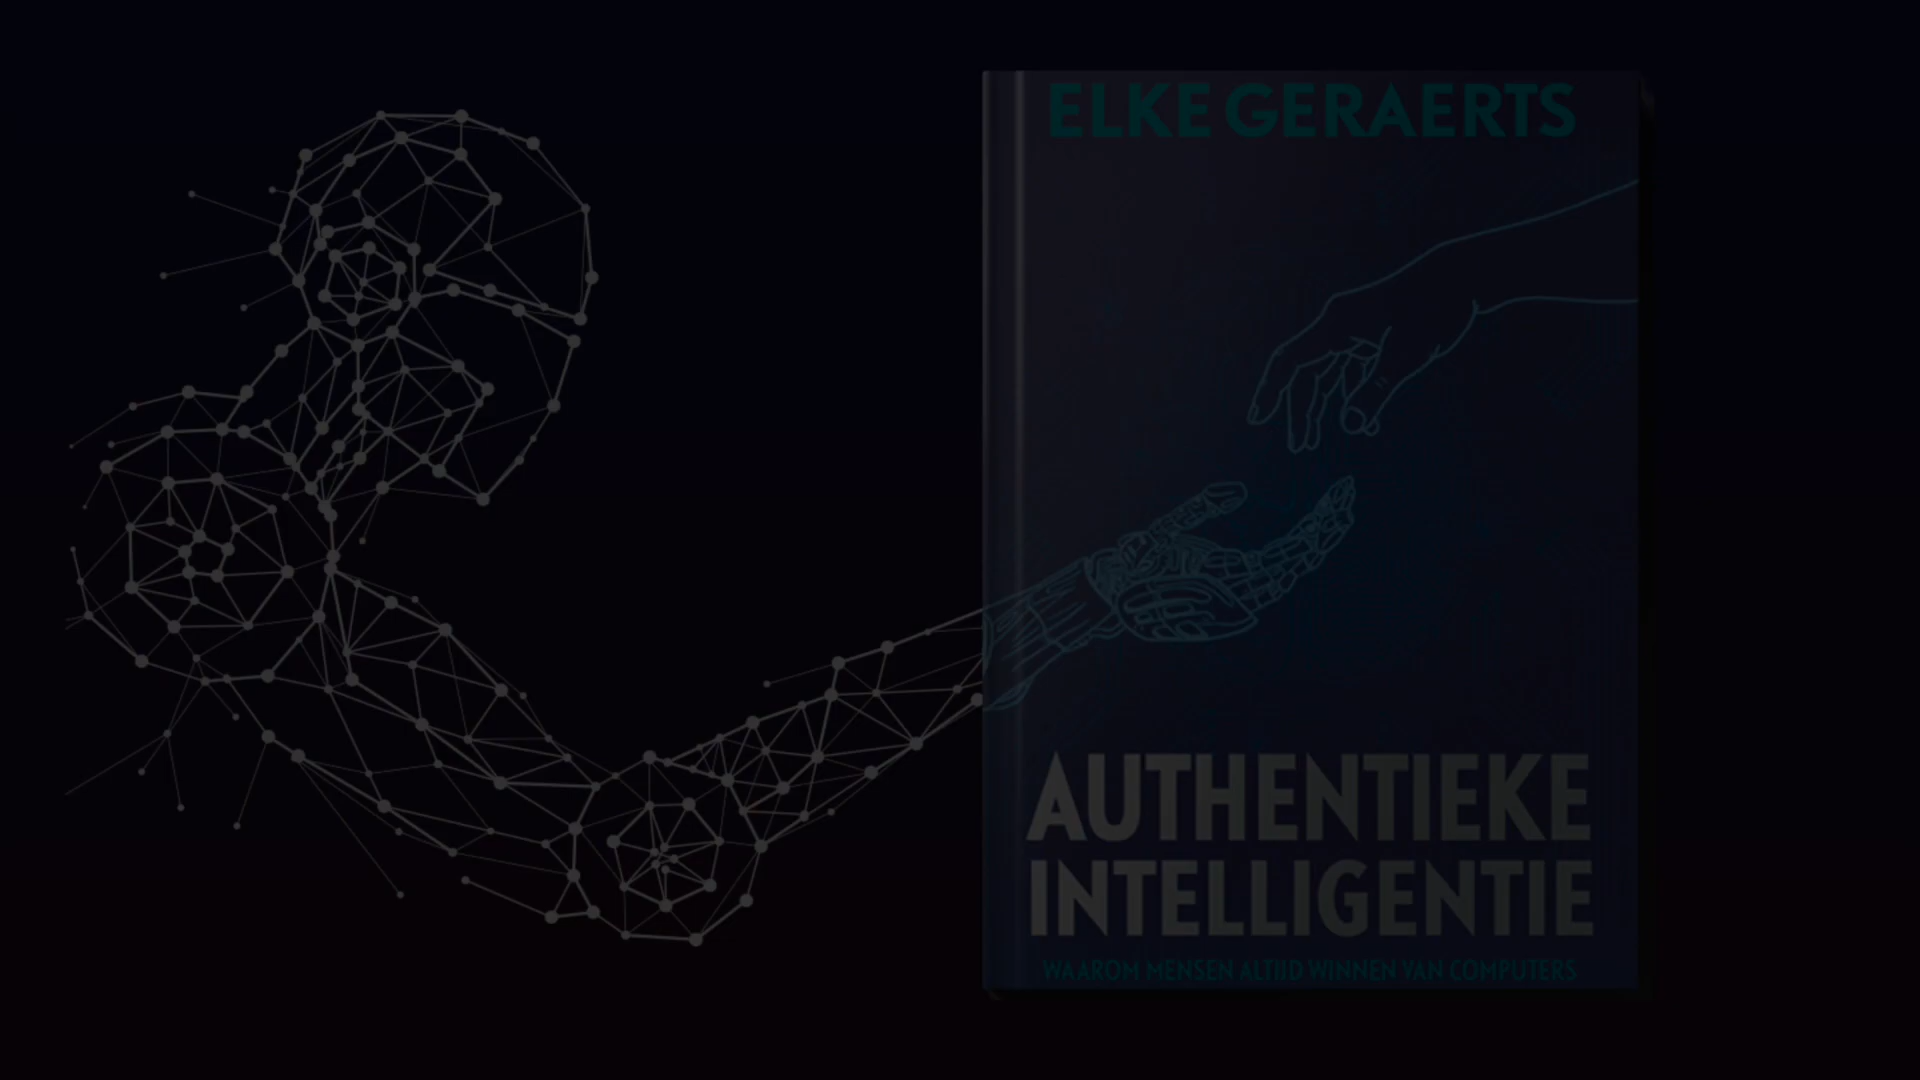 ELKE GERAERTS
AUTHENTIEKE
INTELLIGENTIE
WAAROM MENSEN ALTIJD WINNEN VAN COMPUTERS